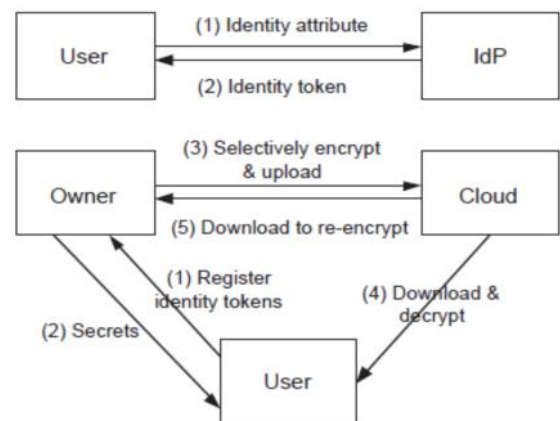 (1) Identity attribute
User
IdP
(2) Identity token
(3) Selectively encrypt
& upload
Owner
Cloud
(5) Download to re-encrypt
(1) Register
identity tokens
(4) Download &
decrypt
(2) Secrets
User